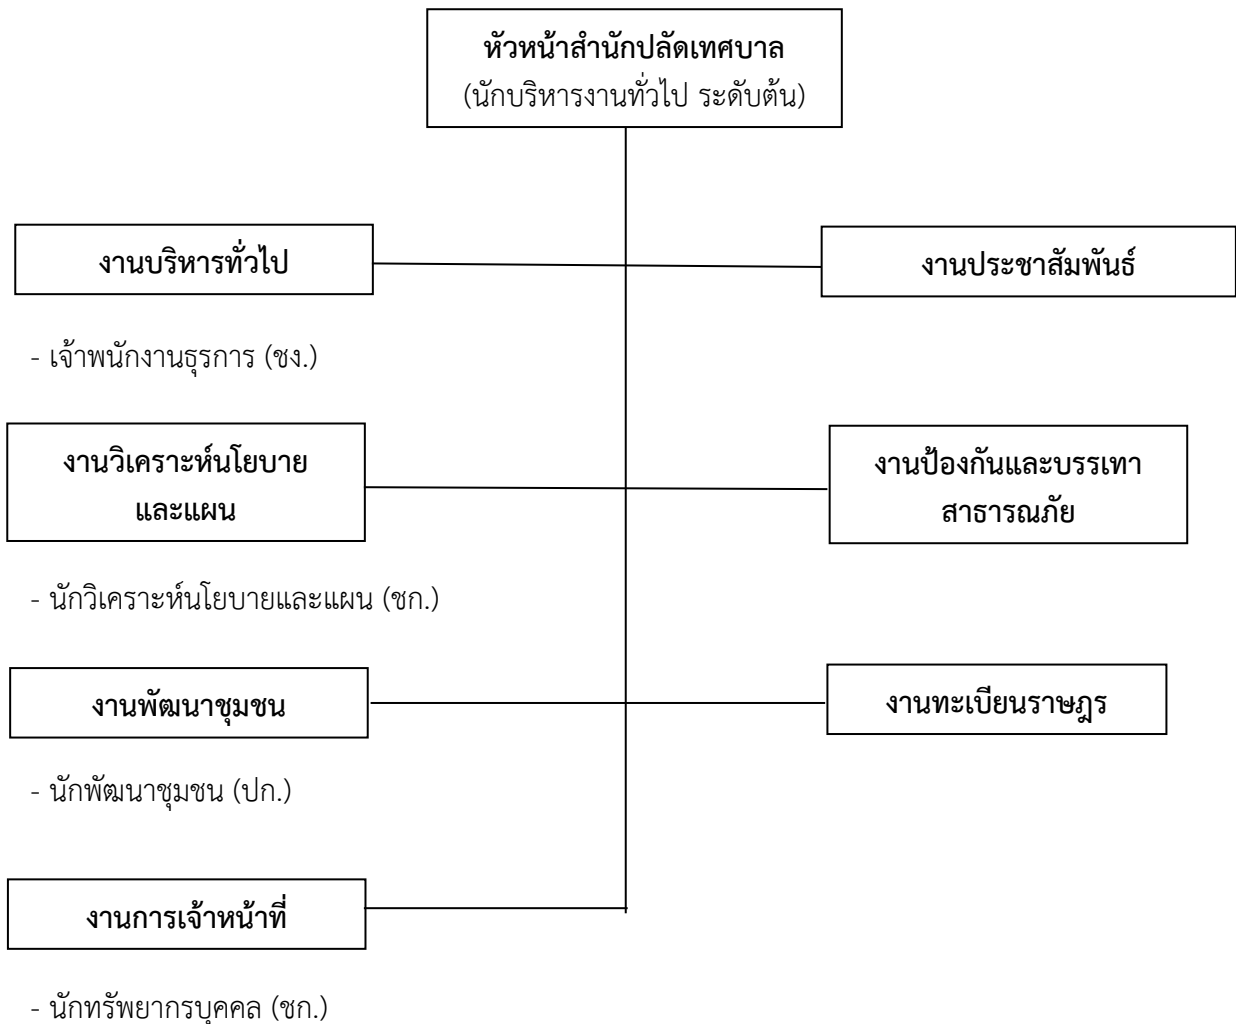 หัวหน้าสำนักปลัดเทศบาล
(นักบริหารงานทั่วไป ระดับต้น)
งานบริหารทั่วไป
งานประชาสัมพันธ์
- เจ้าพนักงานธุรการ (ชง.)
งานวิเคราะห์นโยบาย
และแผน
งานป้องกันและบรรเทา
สาธารณภัย
- นักวิเคราะห์นโยบายและแผน (ชก.)
งานพัฒนาชุมชน
งานทะเบียนราษฎร
- นักพัฒนาชุมชน (ปก.)
งานการเจ้าหน้าที่
- นักทรัพยากรบุคคล (ชก.)